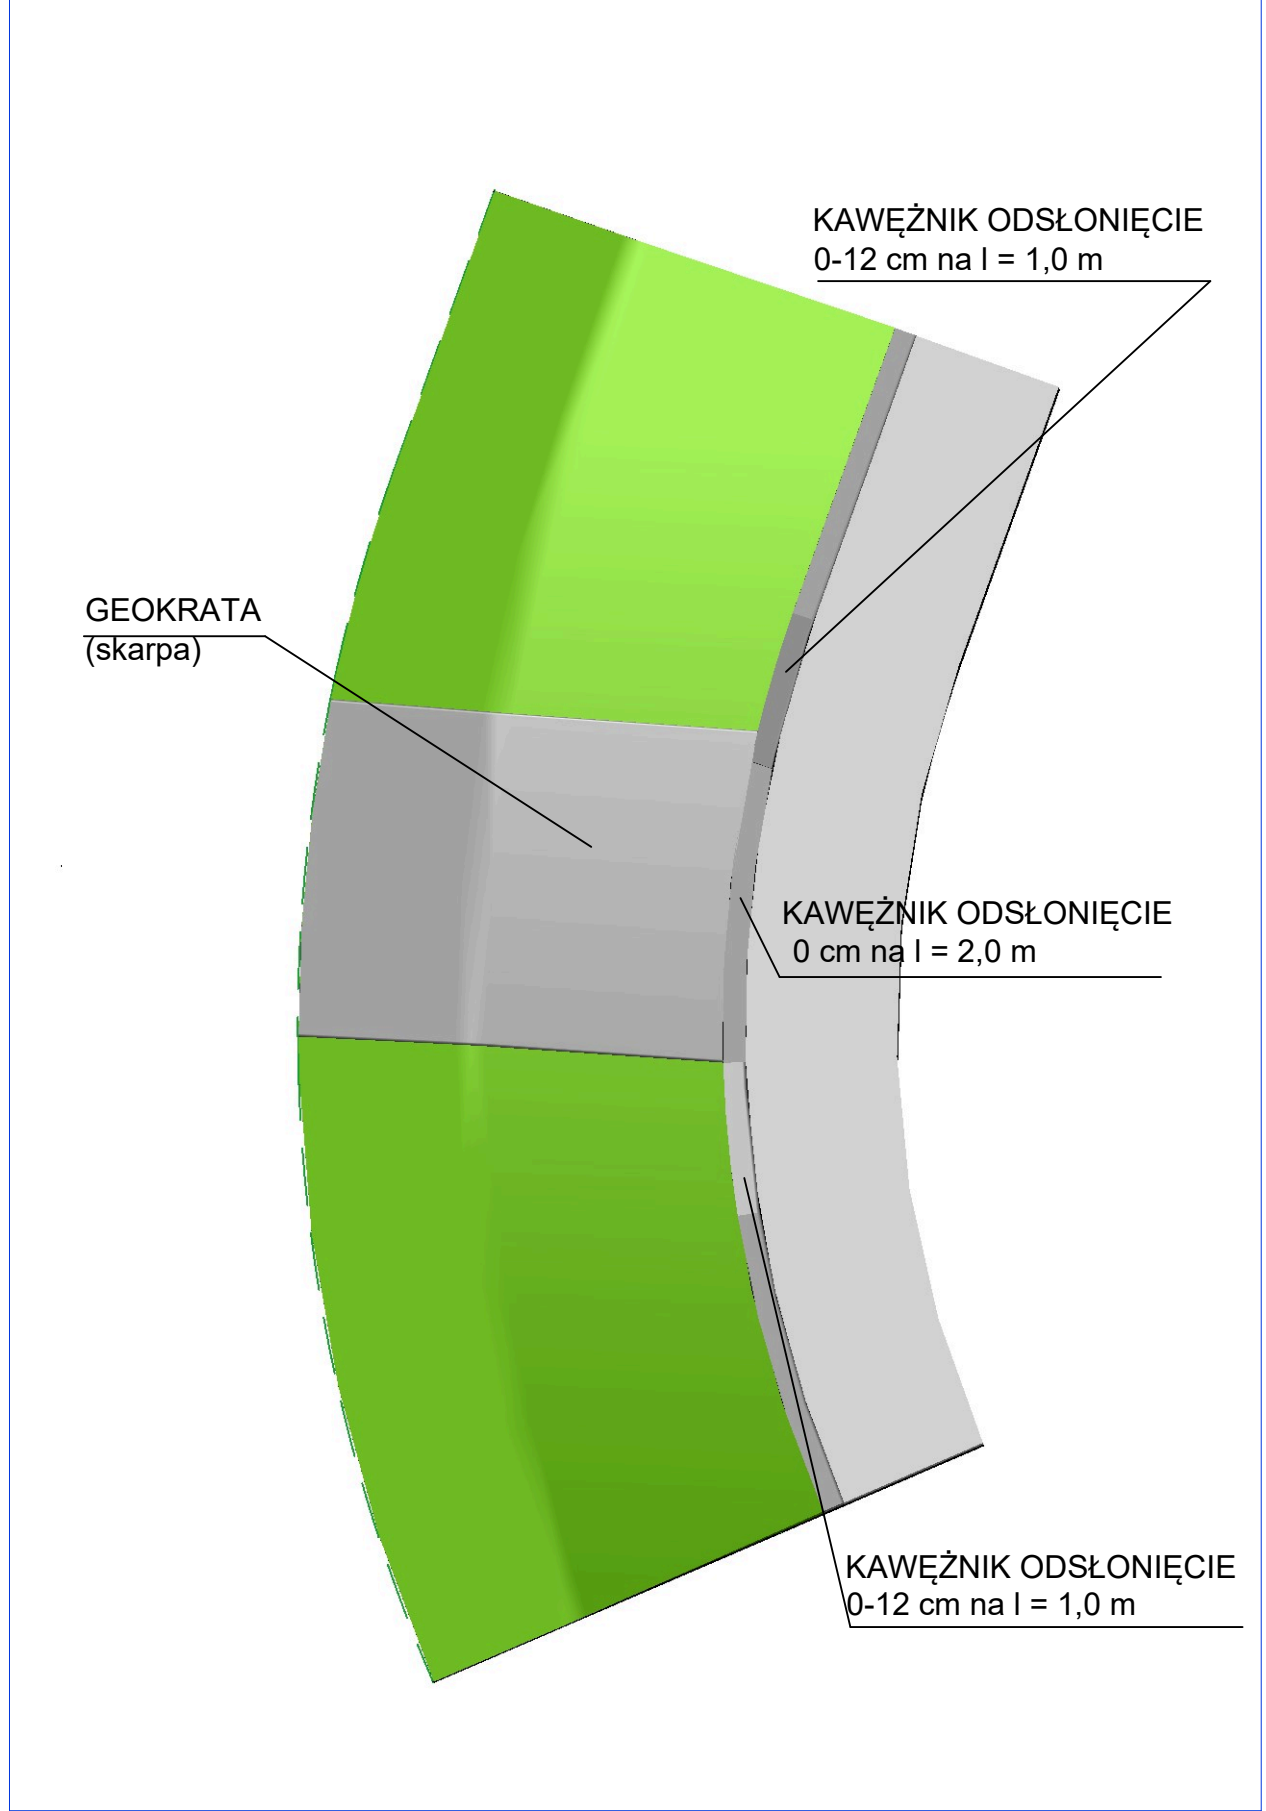 KAWĘŻNIK ODSŁONIĘCIE
0-12 cm na l = 1,0 m
GEOKRATA
(skarpa)
KAWĘŻNIK ODSŁONIĘCIE
0 cm na l = 2,0 m
KAWĘŻNIK ODSŁONIĘCIE
0-12 cm na l = 1,0 m